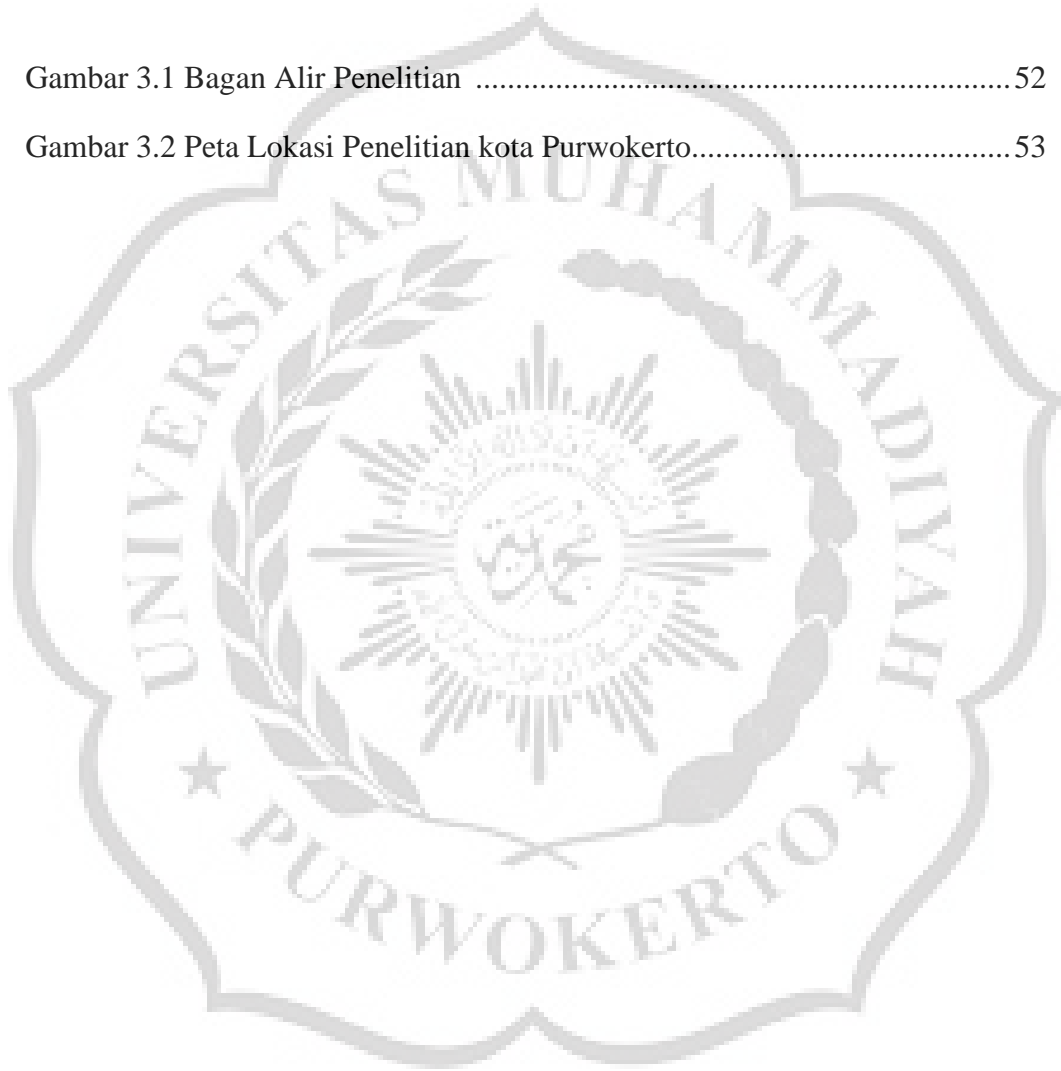 Gambar 3.1 Bagan Alir Penelitian ................................................................... 52
Gambar 3.2 Peta Lokasi Penelitian kota Purwokerto........................................ 53
UNIVERSITAS MUHAMMADIYAH
★ PURWOKERTO ★